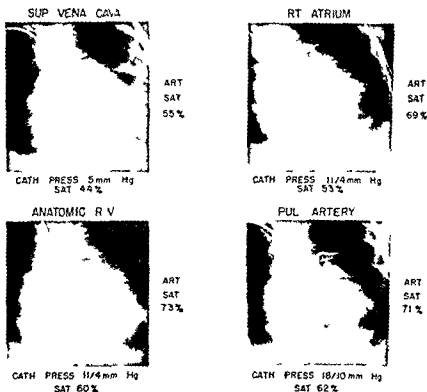 SUP VENA CAVA
ART
SAT
55%
CATH PRESS 5mm Hg
SAT 44%
RT ATRIUM
ART
SAT
69%
CATH PRESS 11/4mm Hg
SAT 53%
ANATOMIC R V
ART
SAT
73%
CATH PRESS 11/4mm Hg
SAT 60%
PUL ARTERY
ART
SAT
71%
CATH PRESS 18/10mm Hg
SAT 62%